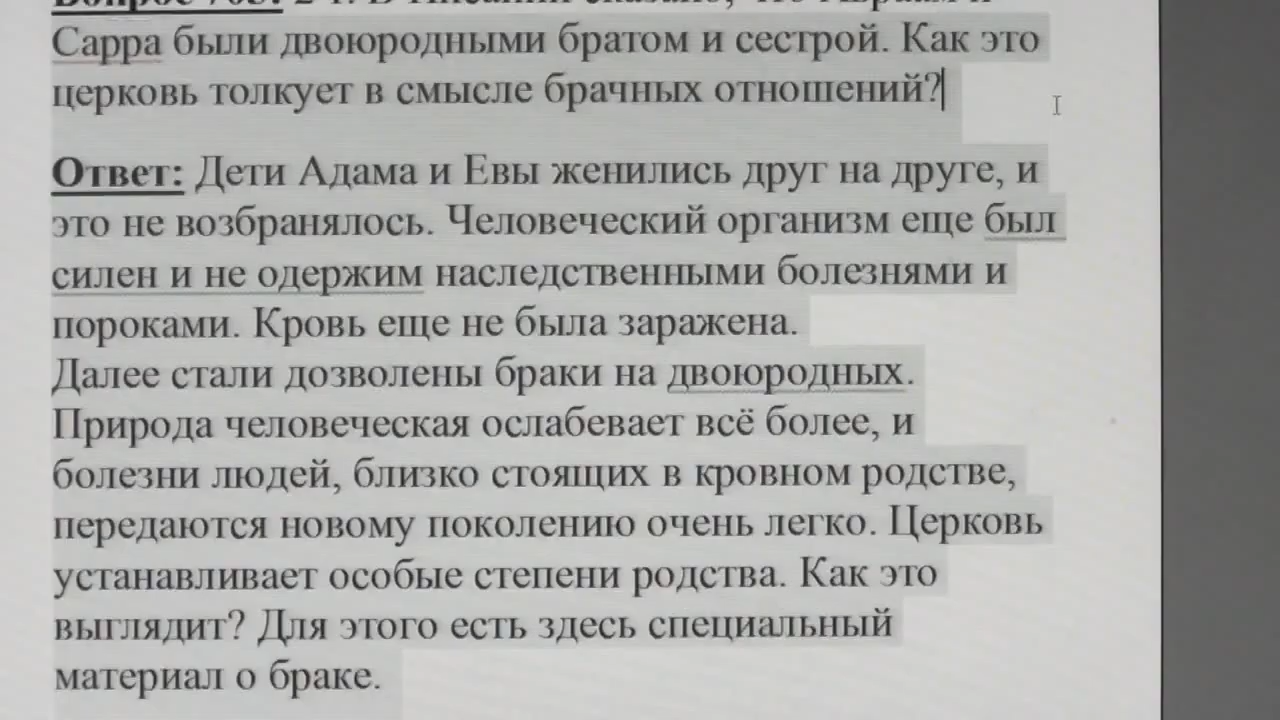 Сарра были двоюродными братом и сестрой. Как это
церковь толкует в смысле брачных отношений?
Ответ: Дети Адама и Евы женились друг на друге, и
это не возбранялось. Человеческий организм еще был
силен и не одержим наследственными болезнями и
пороками. Кровь еще не была заражена.
Далее стали дозволены браки на двоюродных.
Природа человеческая ослабевает всё более, и
болезни людей, близко стоящих в кровном родстве,
передаются новому поколению очень легко. Церковь
устанавливает особые степени родства. Как это
выглядит? Для этого есть здесь специальный
материал о браке.